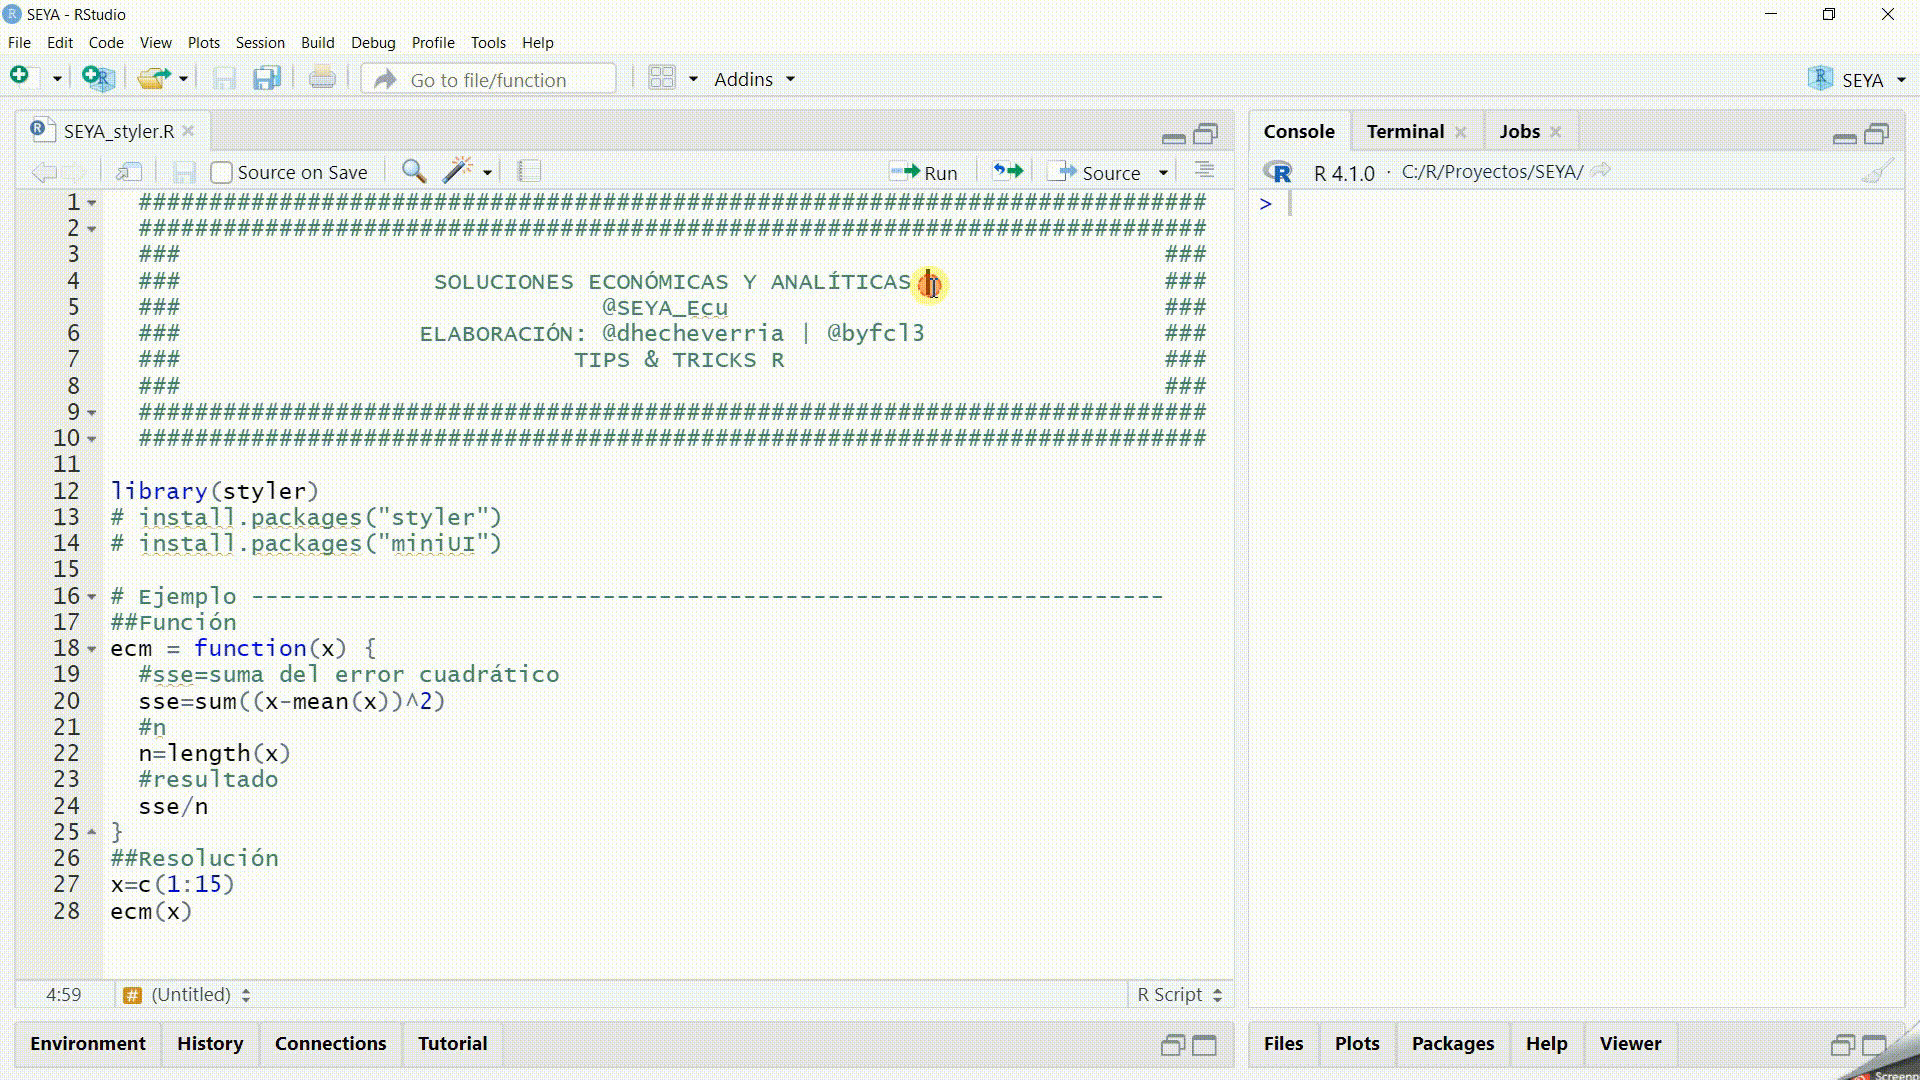 SEYA - RStudio
File Edit Code View Plots Session Build Debug Profile Tools Help
Go to file/function Addins SEYA
SEYA_styler.R
Source on Save Run Source
1 ############################################################################
2 ############################################################################
3 ### ###
4 ### SOLUCIONES ECONÓMICAS Y ANALÍTICAS ###
5 ### @SEYA_Ecu ###
6 ### ELABORACIÓN: @dhecheverria | @byfcl3 ###
7 ### TIPS & TRICKS R ###
8 ### ###
9 ############################################################################
10 ############################################################################
11
12 library(styler)
13 # install.packages("styler")
14 # install.packages("miniUI")
15
16 # Ejemplo -----------------------------------------------------------------
17 ##Función
18 ecm = function(x) {
19 #sse=suma del error cuadrático
20 sse=sum((x-mean(x))^2)
21 #n
22 n=length(x)
23 #resultado
24 sse/n
25 }
26 ##Resolución
27 x=c(1:15)
28 ecm(x)
4:59 # (Untitled) R Script
Environment History Connections Tutorial
Console Terminal Jobs
R 4.1.0 · C:/R/Proyectos/SEYA/
>
Files Plots Packages Help Viewer